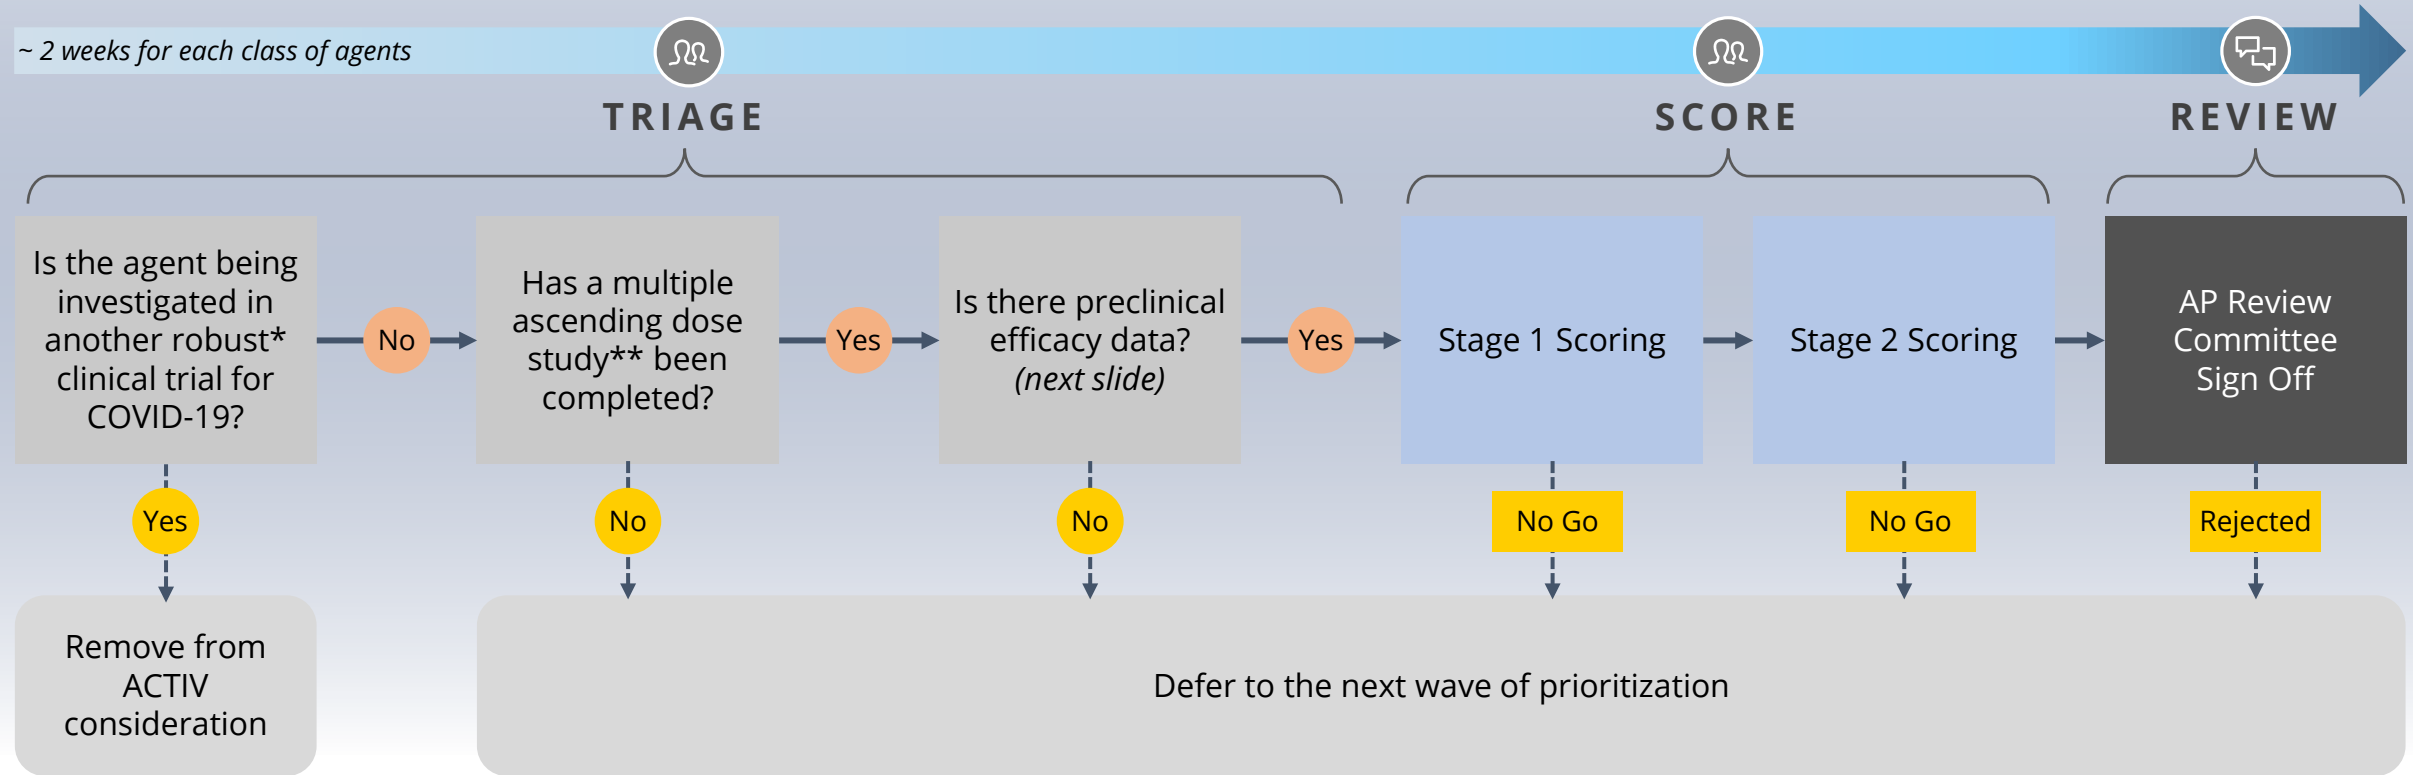 ~ 2 weeks for each class of agents
TRIAGE
SCORE
REVIEW
Is the agent being
investigated in
another robust*
clinical trial for
COVID-19?
No
Has a multiple
ascending dose
study** been
completed?
Yes
Is there preclinical
efficacy data?
(next slide)
Yes
Stage 1 Scoring
Stage 2 Scoring
AP Review
Committee
Sign Off
Yes
No
No
No Go
No Go
Rejected
Remove from
ACTIV
consideration
Defer to the next wave of prioritization